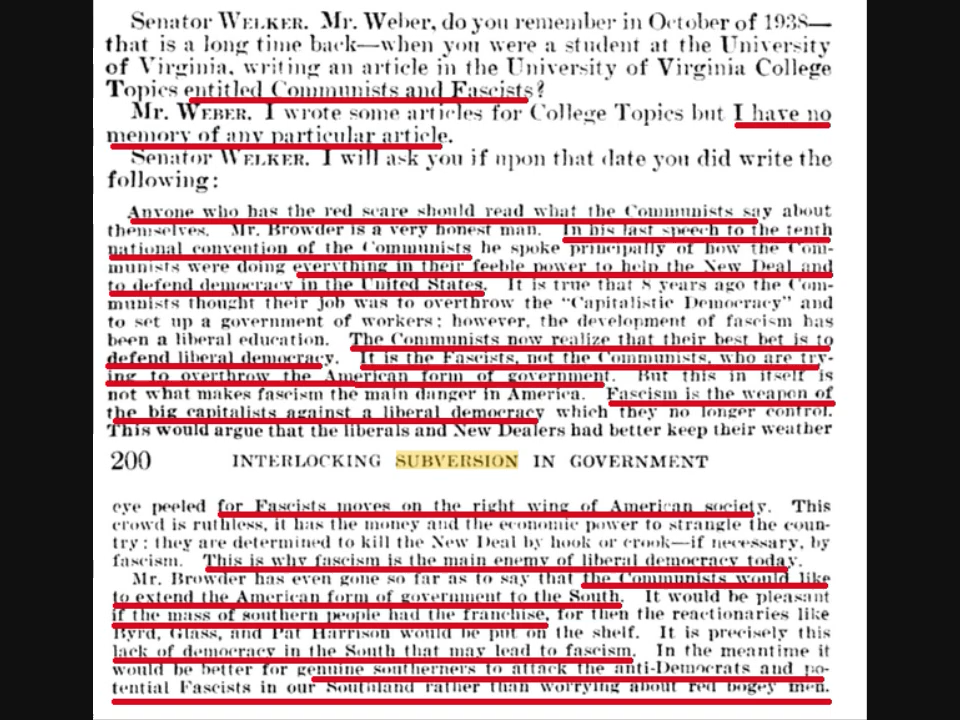 Senator WELKER. Mr. Weber, do you remember in October of 1938—
that is a long time back—when you were a student at the University
of Virginia, writing an article in the University of Virginia College
Topics entitled Communists and Fascists?
Mr. WEBER. I wrote some articles for College Topics but I have no
memory of any particular article.
Senator WELKER. I will ask you if upon that date you did write the
following:
Anyone who has the red scare should read what the Communists say about
themselves. Mr. Browder is a very honest man. In his last speech to the tenth
national convention of the Communists he spoke principally of how the Com-
munists were doing everything in their feeble power to help the New Deal and
to defend democracy in the United States. It is true that 8 years ago the Com-
munists thought their job was to overthrow the "Capitalistic Democracy" and
to set up a government of workers; however, the development of fascism has
been a liberal education. The Communists now realize that their best bet is to
defend liberal democracy. It is the Fascists, not the Communists, who are try-
ing to overthrow the American form of government. But this in itself is
not what makes fascism the main danger in America. Fascism is the weapon of
the big capitalists against a liberal democracy which they no longer control.
This would argue that the liberals and New Dealers had better keep their weather
200 INTERLOCKING SUBVERSION IN GOVERNMENT
eye peeled for Fascists moves on the right wing of American society. This
crowd is ruthless, it has the money and the economic power to strangle the coun-
try; they are determined to kill the New Deal by hook or crook—if necessary, by
fascism. This is why fascism is the main enemy of liberal democracy today.
Mr. Browder has even gone so far as to say that the Communists would like
to extend the American form of government to the South. It would be pleasant
if the mass of southern people had the franchise, for then the reactionaries like
Byrd, Glass, and Pat Harrison would be put on the shelf. It is precisely this
lack of democracy in the South that may lead to fascism. In the meantime it
would be better for genuine southerners to attack the anti-Democrats and po-
tential Fascists in our Southland rather than worrying about red bogey men.